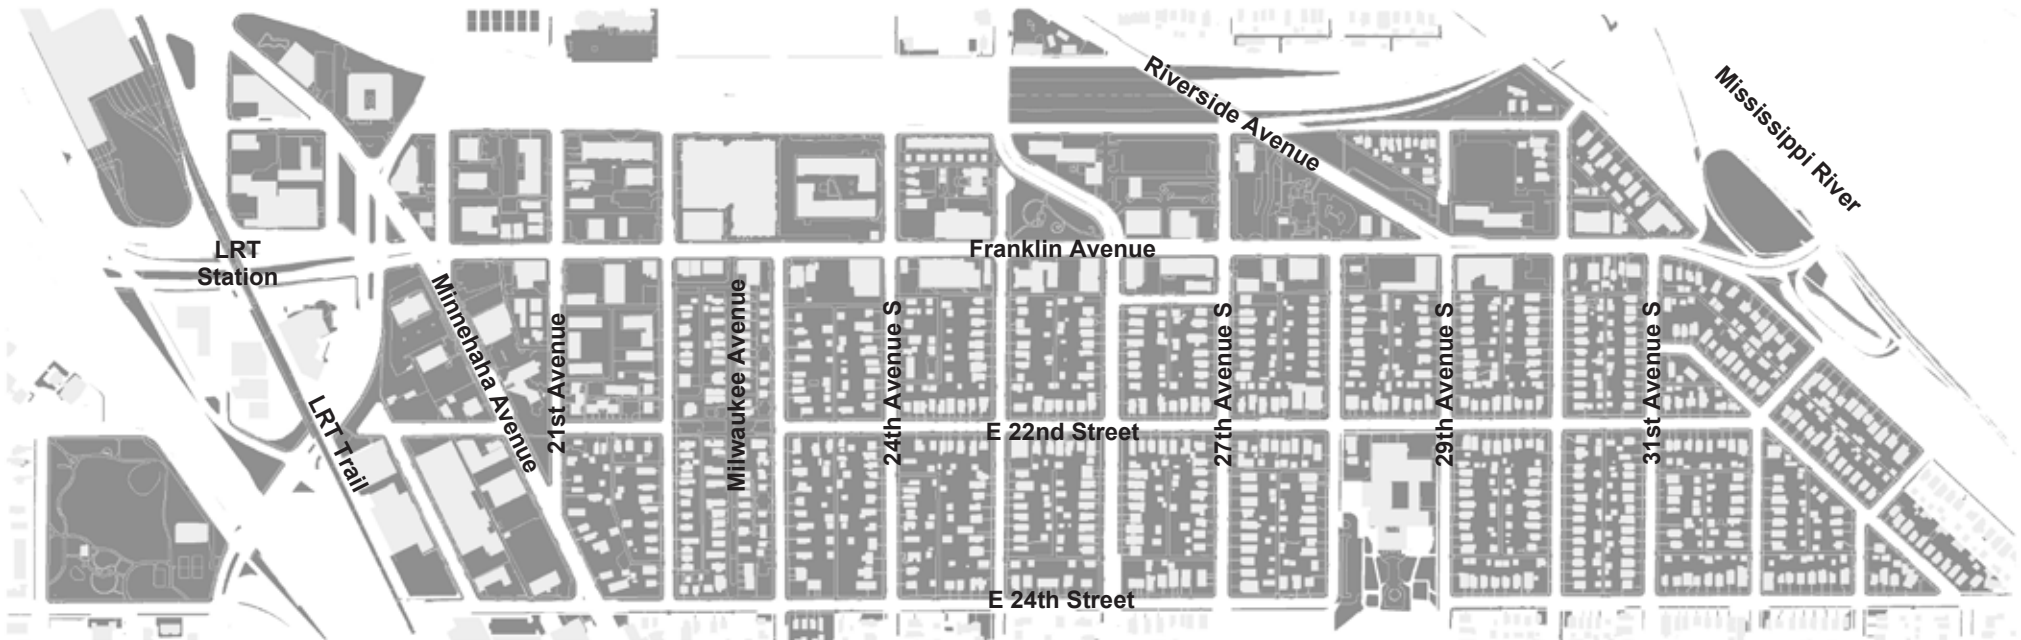 Riverside Avenue
Mississippi River
LRT
Station
Franklin Avenue
Minnehaha Avenue
21st Avenue
Milwaukee Avenue
24th Avenue S
27th Avenue S
29th Avenue S
31st Avenue S
LRT Trail
E 22nd Street
E 24th Street